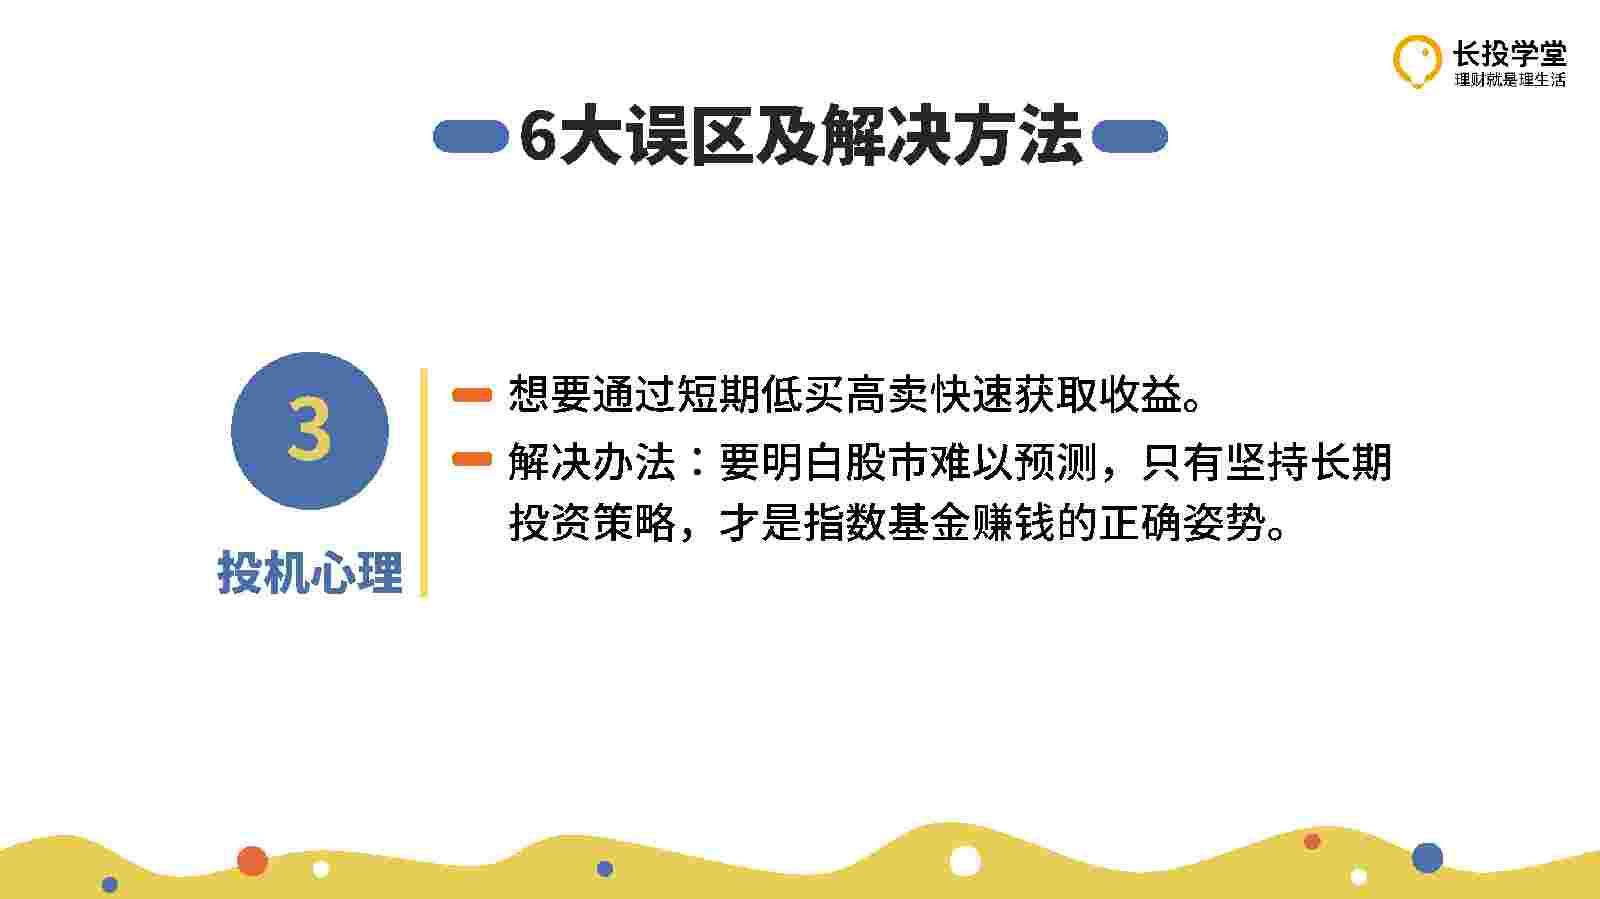 长投学堂
理财就是理生活
6大误区及解决方法
3
投机心理
想要通过短期低买高卖快速获取收益。
解决办法：要明白股市难以预测，只有坚持长期
投资策略，才是指数基金赚钱的正确姿势。